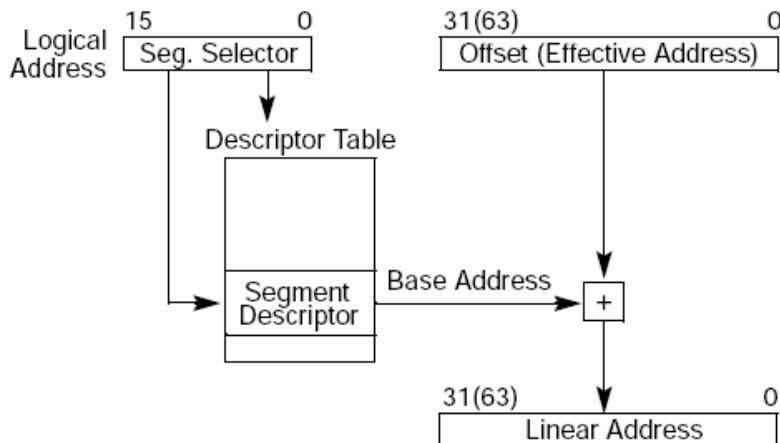 15 0 31(63) 0
Logical Address
Seg. Selector
Offset (Effective Address)
Descriptor Table
Segment Descriptor
Base Address
+
31(63) 0
Linear Address